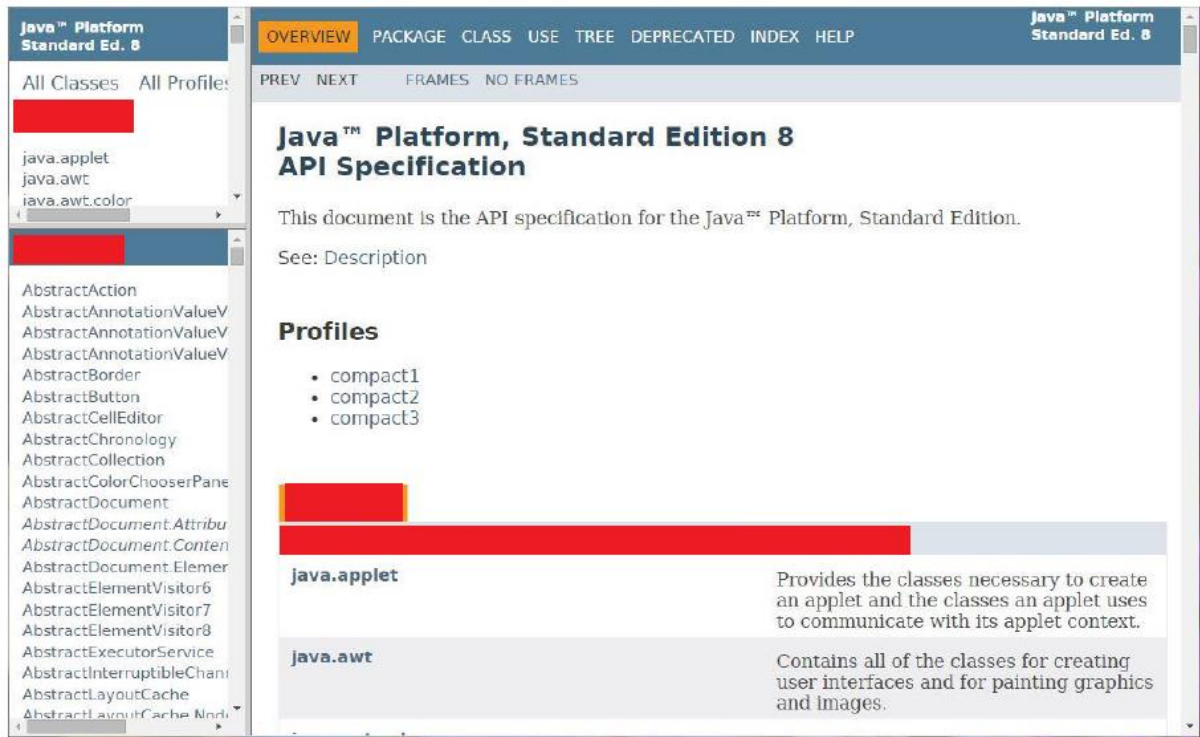 Java™ Platform
Standard Ed. 8
All Classes All Profiles
java.applet
java.awt
java.awt.color
AbstractAction
AbstractAnnotationValueV
AbstractAnnotationValueV
AbstractAnnotationValueV
AbstractBorder
AbstractButton
AbstractCellEditor
AbstractChronology
AbstractCollection
AbstractColorChooserPane
AbstractDocument
AbstractDocument.Attribu
AbstractDocument.Conten
AbstractDocument.Elemen
AbstractElementVisitor6
AbstractElementVisitor7
AbstractElementVisitor8
AbstractExecutorService
AbstractInterruptibleChann
AbstractLayoutCache
AbstractLayoutCache.Node
OVERVIEW PACKAGE CLASS USE TREE DEPRECATED INDEX HELP
Java™ Platform
Standard Ed. 8
PREV NEXT FRAMES NO FRAMES
Java™ Platform, Standard Edition 8
API Specification
This document is the API specification for the Java™ Platform, Standard Edition.
See: Description
Profiles
• compact1
• compact2
• compact3
java.applet
Provides the classes necessary to create
an applet and the classes an applet uses
to communicate with its applet context.
java.awt
Contains all of the classes for creating
user interfaces and for painting graphics
and images.